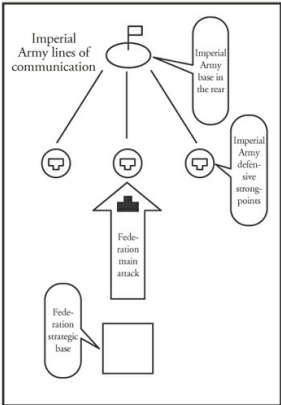 Imperial
Army lines of
communication
Imperial
Army
base in
the rear
Imperial
Army
defen-
sive
strong-
points
Fede-
ration
main
attack
Fede-
ration
strategic
base